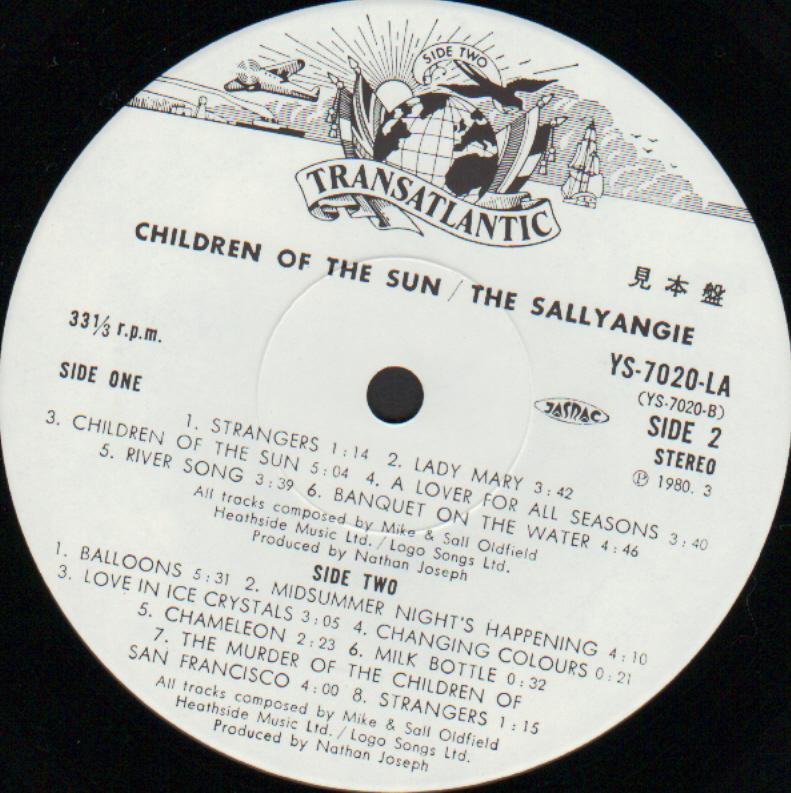 SIDE TWO
TRANSATLANTIC
CHILDREN OF THE SUN / THE SALLYANGIE
見本盤
33 1/3 r.p.m.
YS-7020-LA
(YS-7020-B)
SIDE 2
STEREO
Ⓟ 1980. 3
JASRAC
SIDE ONE
1. STRANGERS 1:14 2. LADY MARY 3:42
3. CHILDREN OF THE SUN 5:04 4. A LOVER FOR ALL SEASONS 3:40
5. RIVER SONG 3:39 6. BANQUET ON THE WATER 4:46
All tracks composed by Mike & Sall Oldfield
Heathside Music Ltd. / Logo Songs Ltd.
Produced by Nathan Joseph
SIDE TWO
1. BALLOONS 5:31 2. MIDSUMMER NIGHT'S HAPPENING 4:10
3. LOVE IN ICE CRYSTALS 3:05 4. CHANGING COLOURS 0:21
5. CHAMELEON 2:23 6. MILK BOTTLE 0:32
7. THE MURDER OF THE CHILDREN OF
SAN FRANCISCO 4:00 8. STRANGERS 1:15
All tracks composed by Mike & Sall Oldfield
Heathside Music Ltd. / Logo Songs Ltd.
Produced by Nathan Joseph